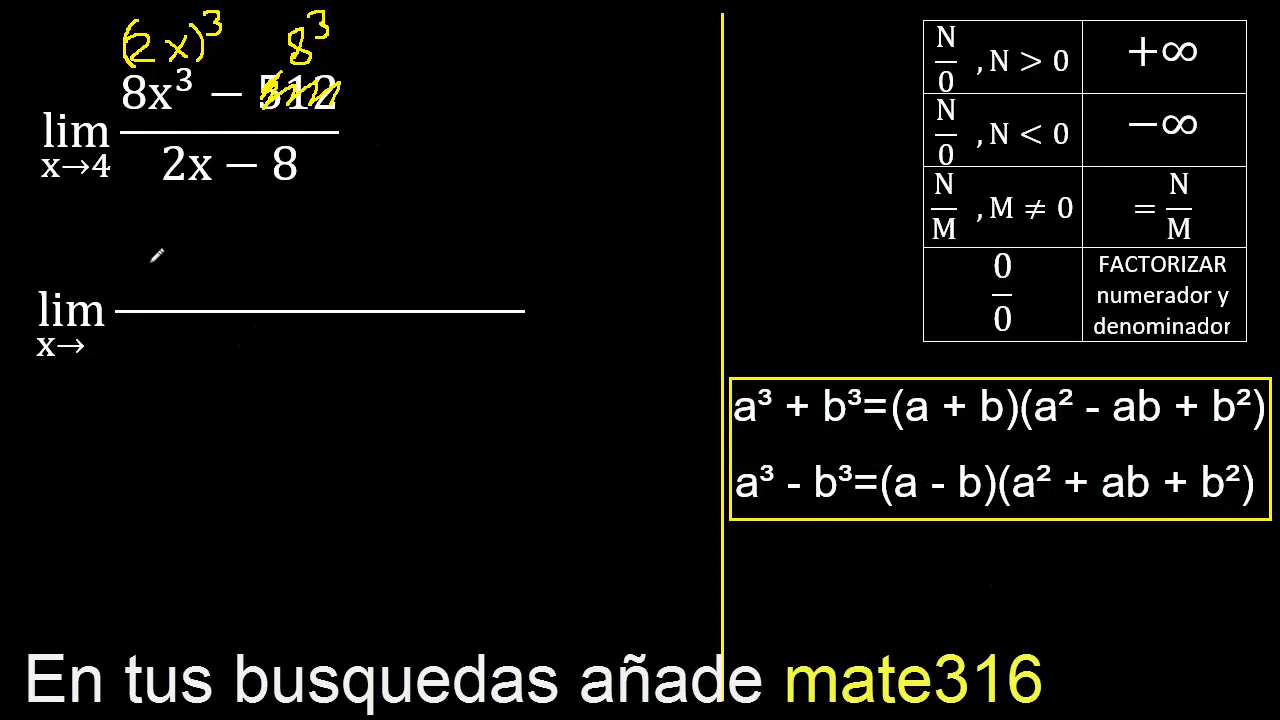 (2x)³ 8³
lim x→4 8x³ − 512 / 2x − 8
lim x→
N/0 , N > 0 +∞
N/0 , N < 0 −∞
N/M , M ≠ 0 = N/M
0/0 FACTORIZAR
numerador y
denominador
a³ + b³=(a + b)(a² - ab + b²)
a³ - b³=(a - b)(a² + ab + b²)
En tus busquedas añade mate316